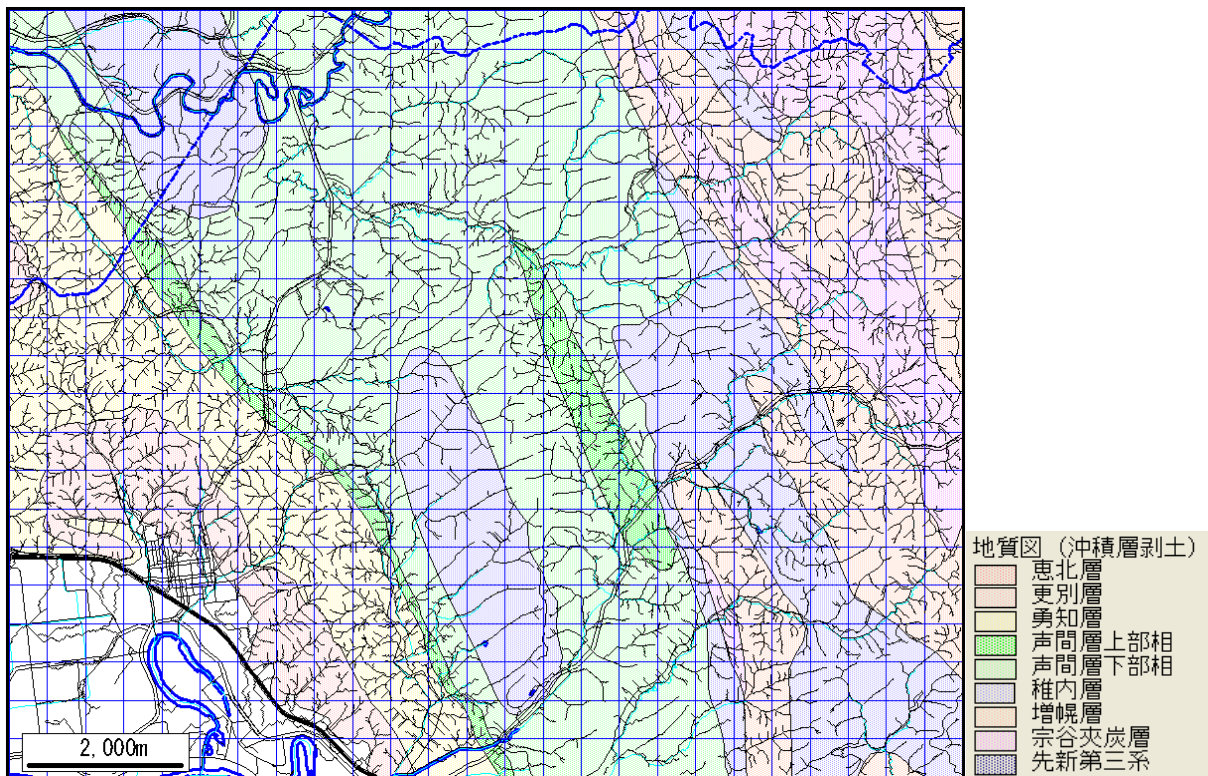 2,000m
地質図 (沖積層剥土)
恵北層
更別層
勇知層
声問層上部相
声問層下部相
稚内層
増幌層
宗谷夾炭層
先新第三系